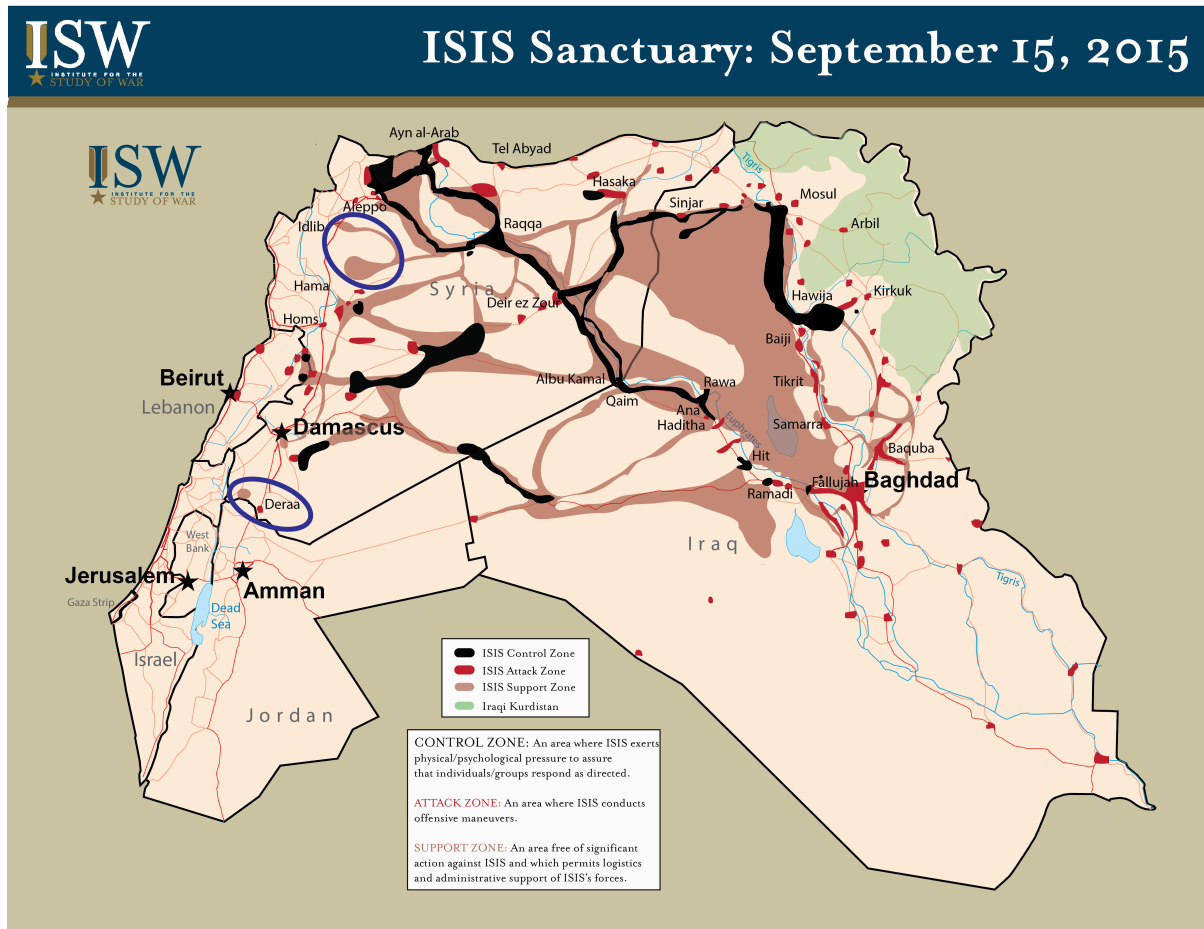 ISW
INSTITUTE FOR THE
STUDY OF WAR
ISIS Sanctuary: September 15, 2015
ISW
INSTITUTE FOR THE
STUDY OF WAR
Ayn al-Arab
Tel Abyad
Tigris
Hasaka
Mosul
Aleppo
Sinjar
Idlib
Raqqa
Arbil
Hama
Syria
Deir ez Zour
Hawija
Kirkuk
Homs
Baiji
Beirut
Albu Kamal
Rawa
Tikrit
Lebanon
Qaim
Ana
Haditha
Euphrates
Samarra
Damascus
Baquba
Hit
Fallujah
Baghdad
Ramadi
Deraa
West
Bank
Iraq
Jerusalem
Amman
Tigris
Gaza Strip
Dead
Sea
Israel
Jordan
ISIS Control Zone
ISIS Attack Zone
ISIS Support Zone
Iraqi Kurdistan
CONTROL ZONE: An area where ISIS exerts
physical/psychological pressure to assure
that individuals/groups respond as directed.
ATTACK ZONE: An area where ISIS conducts
offensive maneuvers.
SUPPORT ZONE: An area free of significant
action against ISIS and which permits logistics
and administrative support of ISIS's forces.